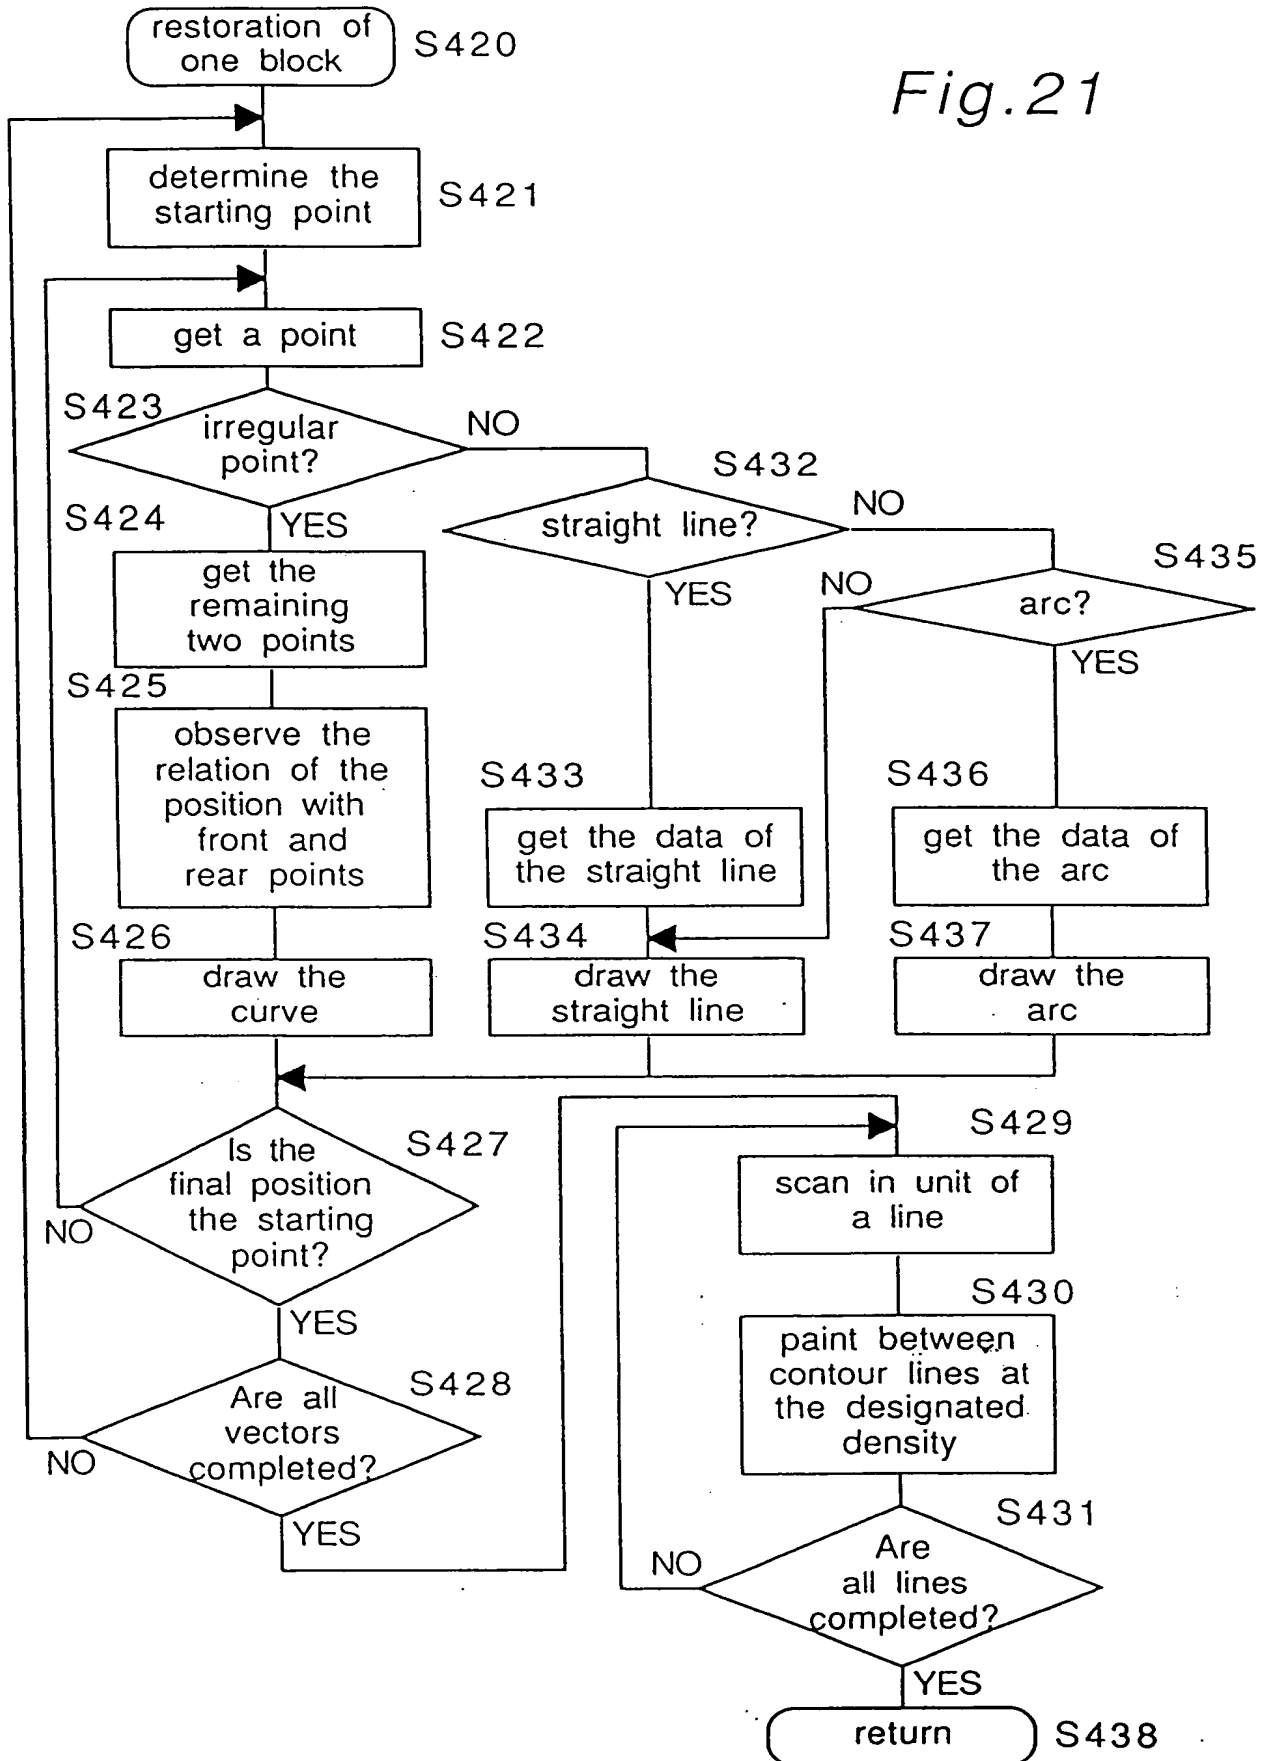 restoration of
one block
S420
Fig.21
determine the
starting point
S421
get a point
S422
S423
irregular
point?
NO
YES
S424
get the
remaining
two points
S425
observe the
relation of the
position with
front and
rear points
S426
draw the
curve
S432
straight line?
NO
YES
S433
get the data of
the straight line
S434
draw the
straight line
S435
arc?
NO
YES
S436
get the data of
the arc
S437
draw the
arc
S427
Is the
final position
the starting
point?
NO
YES
S428
Are all
vectors
completed?
NO
YES
S429
scan in unit of
a line
S430
paint between
contour lines at
the designated
density
S431
Are
all lines
completed?
NO
YES
return
S438